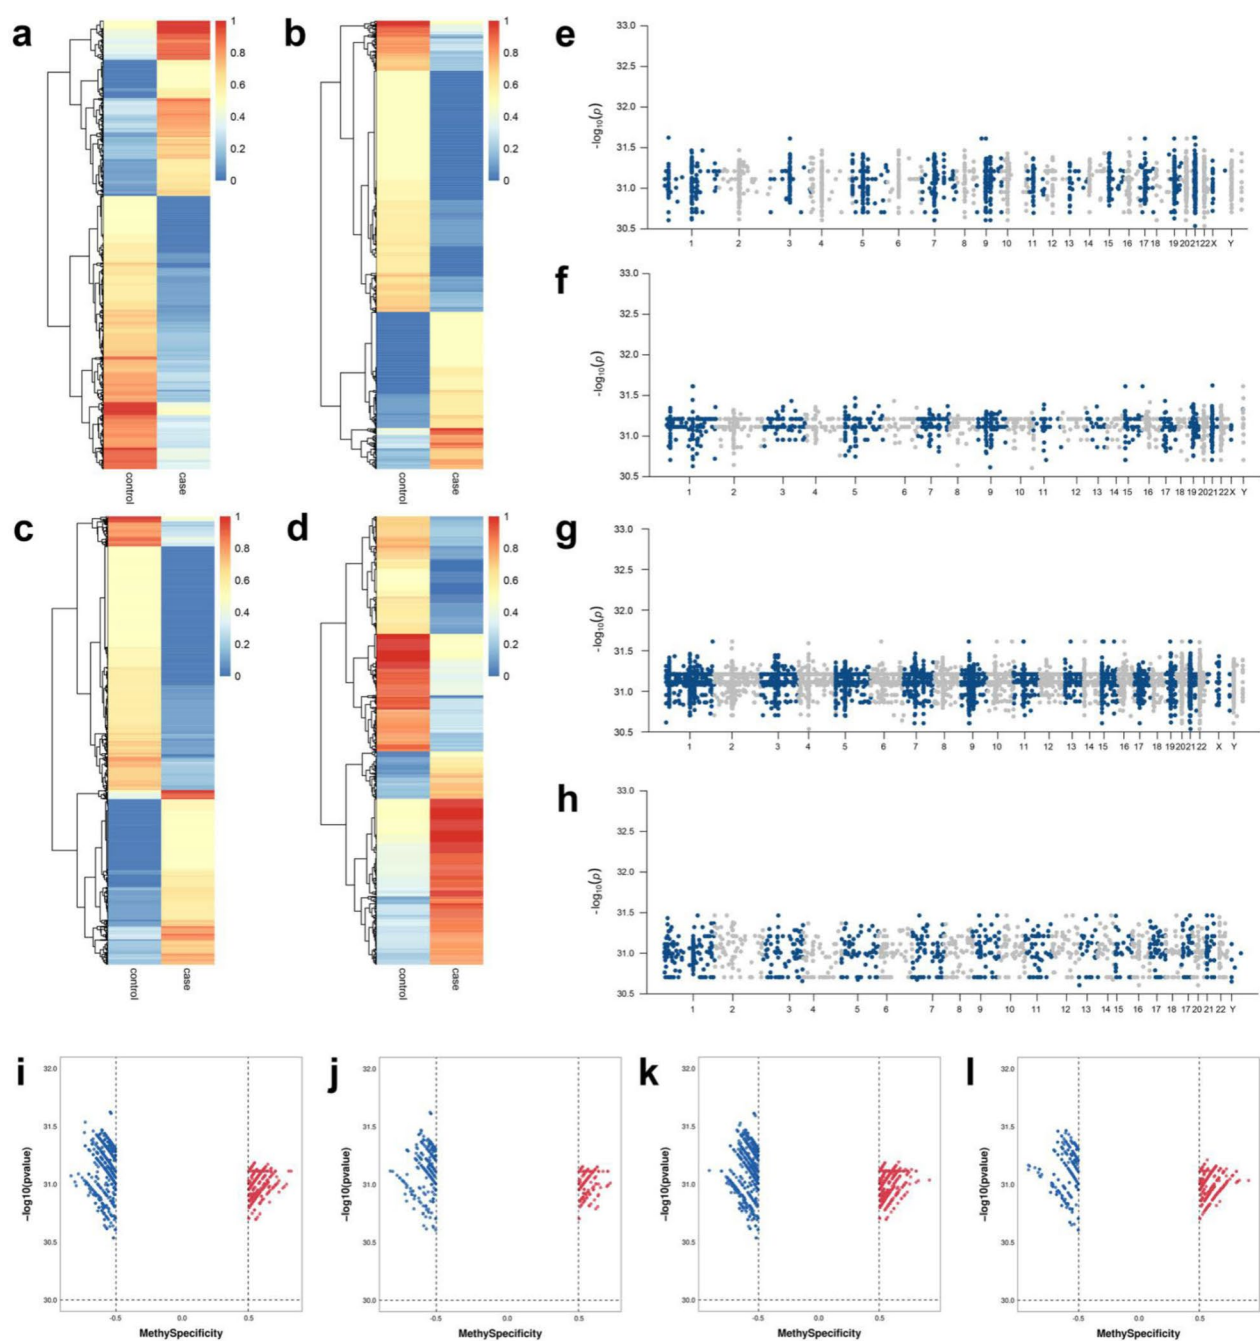 a
1
0.8
0.6
0.4
0.2
0
control
case
b
1
0.8
0.6
0.4
0.2
0
control
case
c
1
0.8
0.6
0.4
0.2
0
control
case
d
1
0.8
0.6
0.4
0.2
0
control
case
e
33.0
32.5
32.0
31.5
31.0
30.5
-log10(p)
1 2 3 4 5 6 7 8 9 10 11 12 13 14 15 16 17 18 19 20 21 22 X Y
f
33.0
32.5
32.0
31.5
31.0
30.5
-log10(p)
1 2 3 4 5 6 7 8 9 10 11 12 13 14 15 16 17 18 19 20 21 22 X Y
g
33.0
32.5
32.0
31.5
31.0
30.5
-log10(p)
1 2 3 4 5 6 7 8 9 10 11 12 13 14 15 16 17 18 19 20 21 22 X Y
h
33.0
32.5
32.0
31.5
31.0
30.5
-log10(p)
1 2 3 4 5 6 7 8 9 10 11 12 13 14 15 16 17 18 17 20 21 22 Y
i
32.0
31.5
31.0
30.5
30.0
−log10(pvalue)
-0.5 0.0 0.5
MethySpecificity
j
32.0
31.5
31.0
30.5
30.0
−log10(pvalue)
-0.5 0.0 0.5
MethySpecificity
k
32.0
31.5
31.0
30.5
30.0
−log10(pvalue)
-0.5 0.0 0.5
MethySpecificity
l
32.0
31.5
31.0
30.5
30.0
−log10(pvalue)
-0.5 0.0 0.5
MethySpecificity